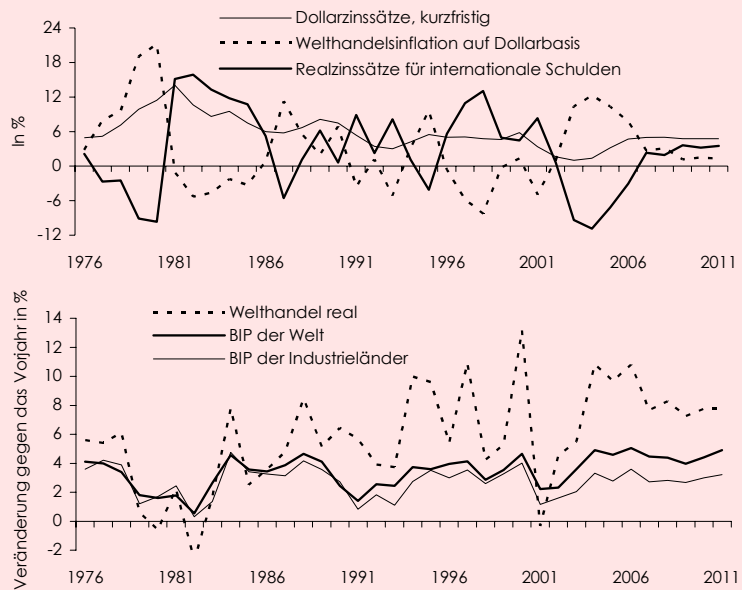 Dollarzinssätze, kurzfristig
Welthandelsinflation auf Dollarbasis
Realzinssätze für internationale Schulden
In %
24
18
12
6
0
-6
-12
1976 1981 1986 1991 1996 2001 2006 2011
Welthandel real
BIP der Welt
BIP der Industrieländer
Veränderung gegen das Vorjahr in %
14
12
10
8
6
4
2
0
-2
1976 1981 1986 1991 1996 2001 2006 2011